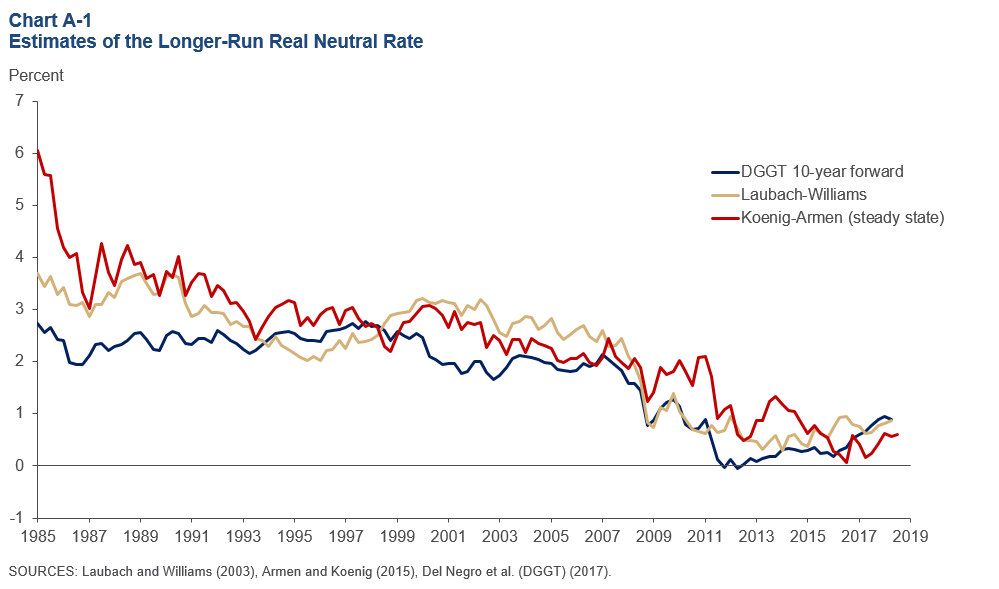 Chart A-1
Estimates of the Longer-Run Real Neutral Rate
Percent
7
6
5
4
3
2
1
0
-1
DGGT 10-year forward
Laubach-Williams
Koenig-Armen (steady state)
1985 1987 1989 1991 1993 1995 1997 1999 2001 2003 2005 2007 2009 2011 2013 2015 2017 2019
SOURCES: Laubach and Williams (2003), Armen and Koenig (2015), Del Negro et al. (DGGT) (2017).